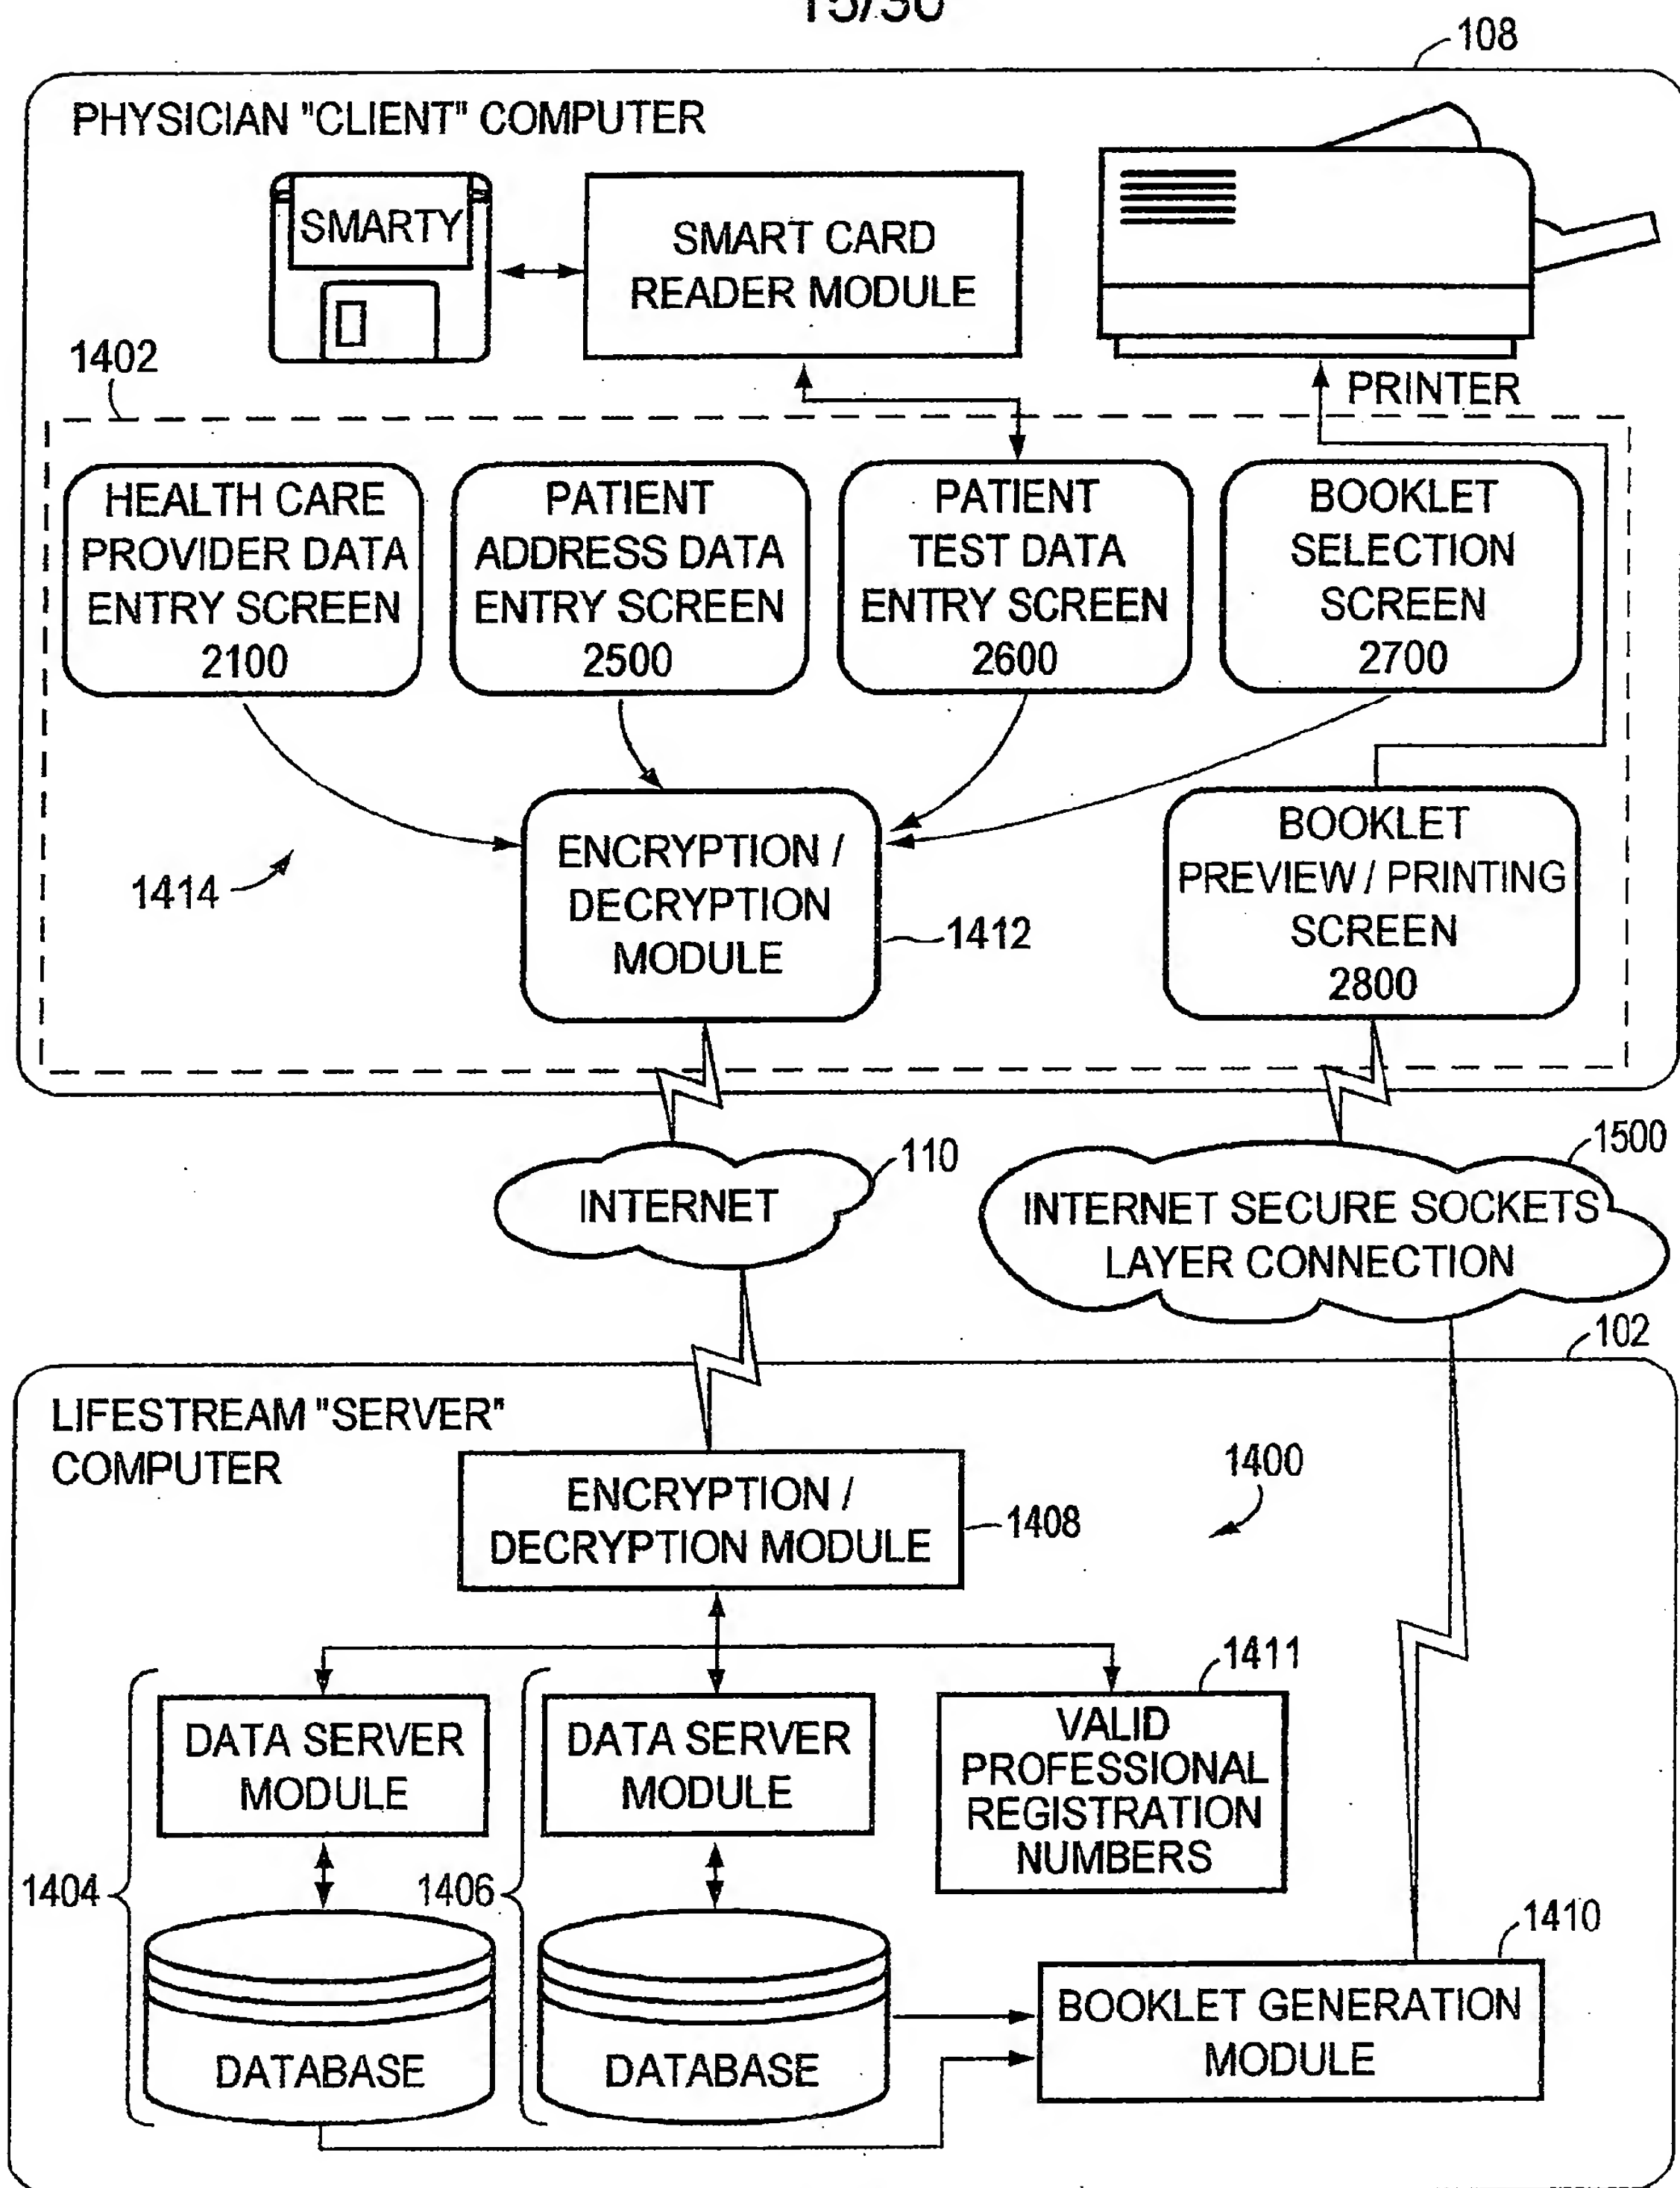 15/30
108
PHYSICIAN "CLIENT" COMPUTER
SMARTY
SMART CARD
READER MODULE
PRINTER
1402
HEALTH CARE
PROVIDER DATA
ENTRY SCREEN
2100
PATIENT
ADDRESS DATA
ENTRY SCREEN
2500
PATIENT
TEST DATA
ENTRY SCREEN
2600
BOOKLET
SELECTION
SCREEN
2700
1414
ENCRYPTION /
DECRYPTION
MODULE
1412
BOOKLET
PREVIEW / PRINTING
SCREEN
2800
INTERNET
110
INTERNET SECURE SOCKETS
LAYER CONNECTION
1500
102
LIFESTREAM "SERVER"
COMPUTER
ENCRYPTION /
DECRYPTION MODULE
1408
1400
1404
DATA SERVER
MODULE
DATABASE
1406
DATA SERVER
MODULE
DATABASE
1411
VALID
PROFESSIONAL
REGISTRATION
NUMBERS
1410
BOOKLET GENERATION
MODULE